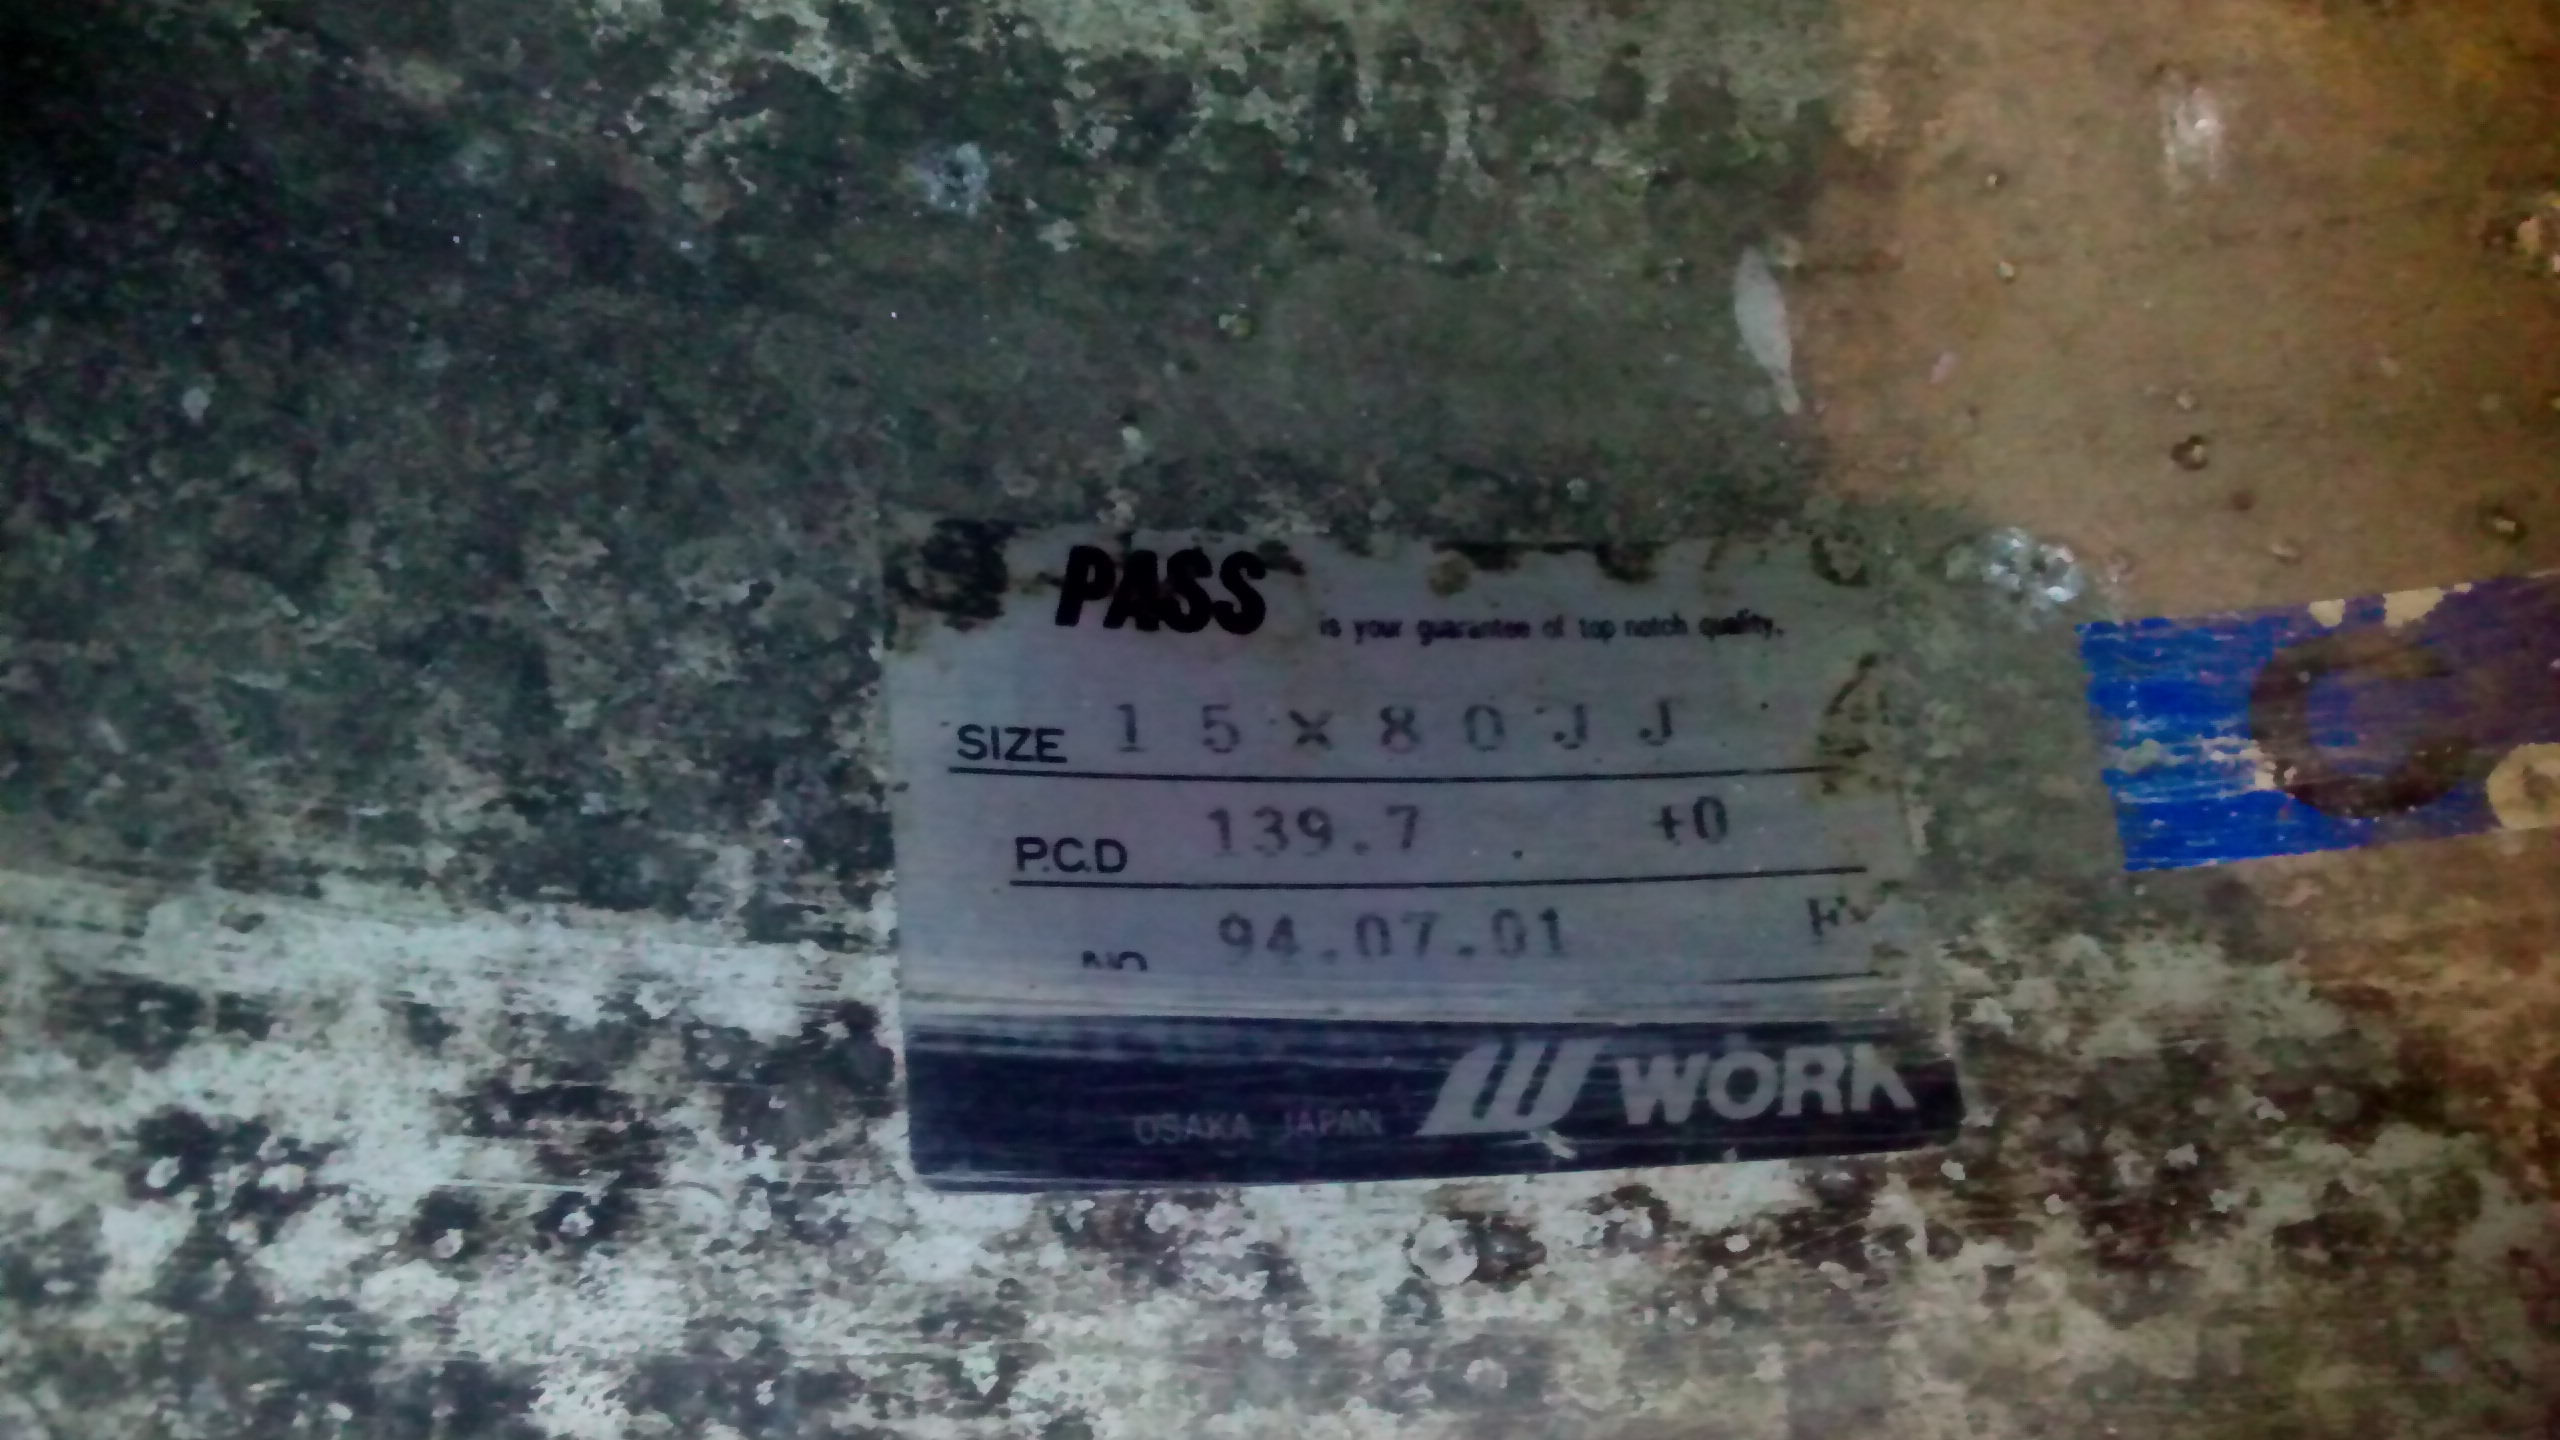 PASS is your guarantee of top notch quality.
SIZE 15×80JJ
P.C.D 139.7 +0
NO 94.07.01
OSAKA JAPAN WORK